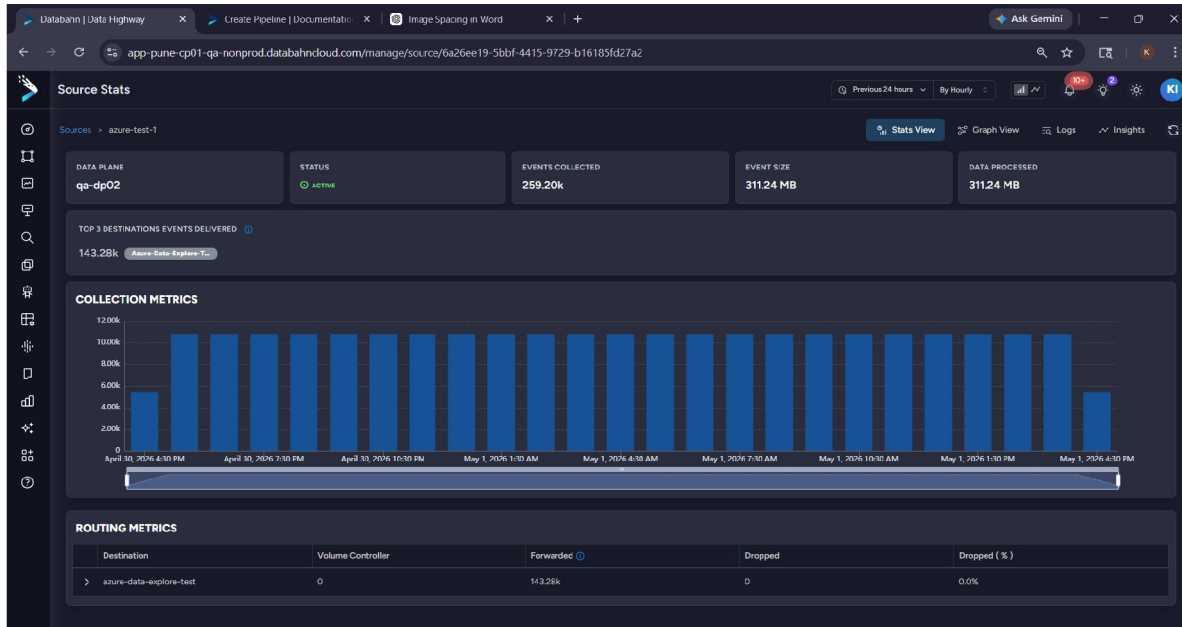 Databahn | Data Highway
Create Pipeline | Documentatio
Image Spacing in Word
Ask Gemini
app-pune-cp01-qa-nonprod.databahncloud.com/manage/source/6a26ee19-5bbf-4415-9729-b16185fd27a2
K
Source Stats
Previous 24 hours
By Hourly
10+
2
KI
Sources > azure-test-1
Stats View
Graph View
Logs
Insights
DATA PLANE
qa-dp02
STATUS
ACTIVE
EVENTS COLLECTED
259.20k
EVENT SIZE
311.24 MB
DATA PROCESSED
311.24 MB
TOP 3 DESTINATIONS EVENTS DELIVERED
143.28k Azure-Data-Explore-T...
COLLECTION METRICS
12.00k
10.00k
8.00k
6.00k
4.00k
2.00k
0
April 30, 2026 4:30 PM
April 30, 2026 7:30 PM
April 30, 2026 10:30 PM
May 1, 2026 1:30 AM
May 1, 2026 4:30 AM
May 1, 2026 7:30 AM
May 1, 2026 10:30 AM
May 1, 2026 1:30 PM
May 1, 2026 4:30 PM
ROUTING METRICS
Destination Volume Controller Forwarded Dropped Dropped ( % )
azure-data-explore-test 0 143.28k 0 0.0%